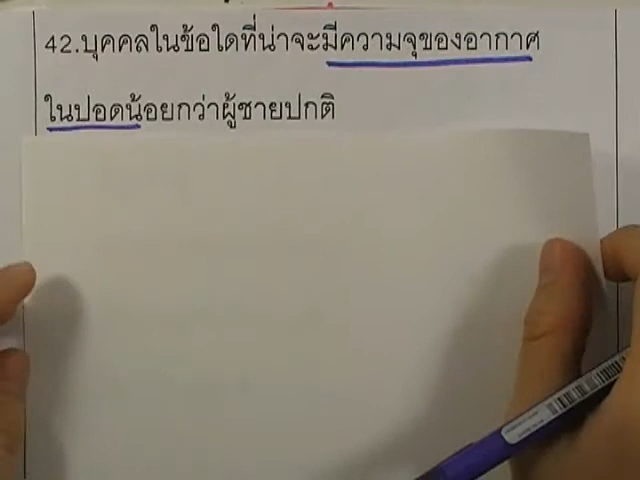 42.บุคคลในข้อใดที่น่าจะมีความจุของอากาศ
ในปอดน้อยกว่าผู้ชายปกติ